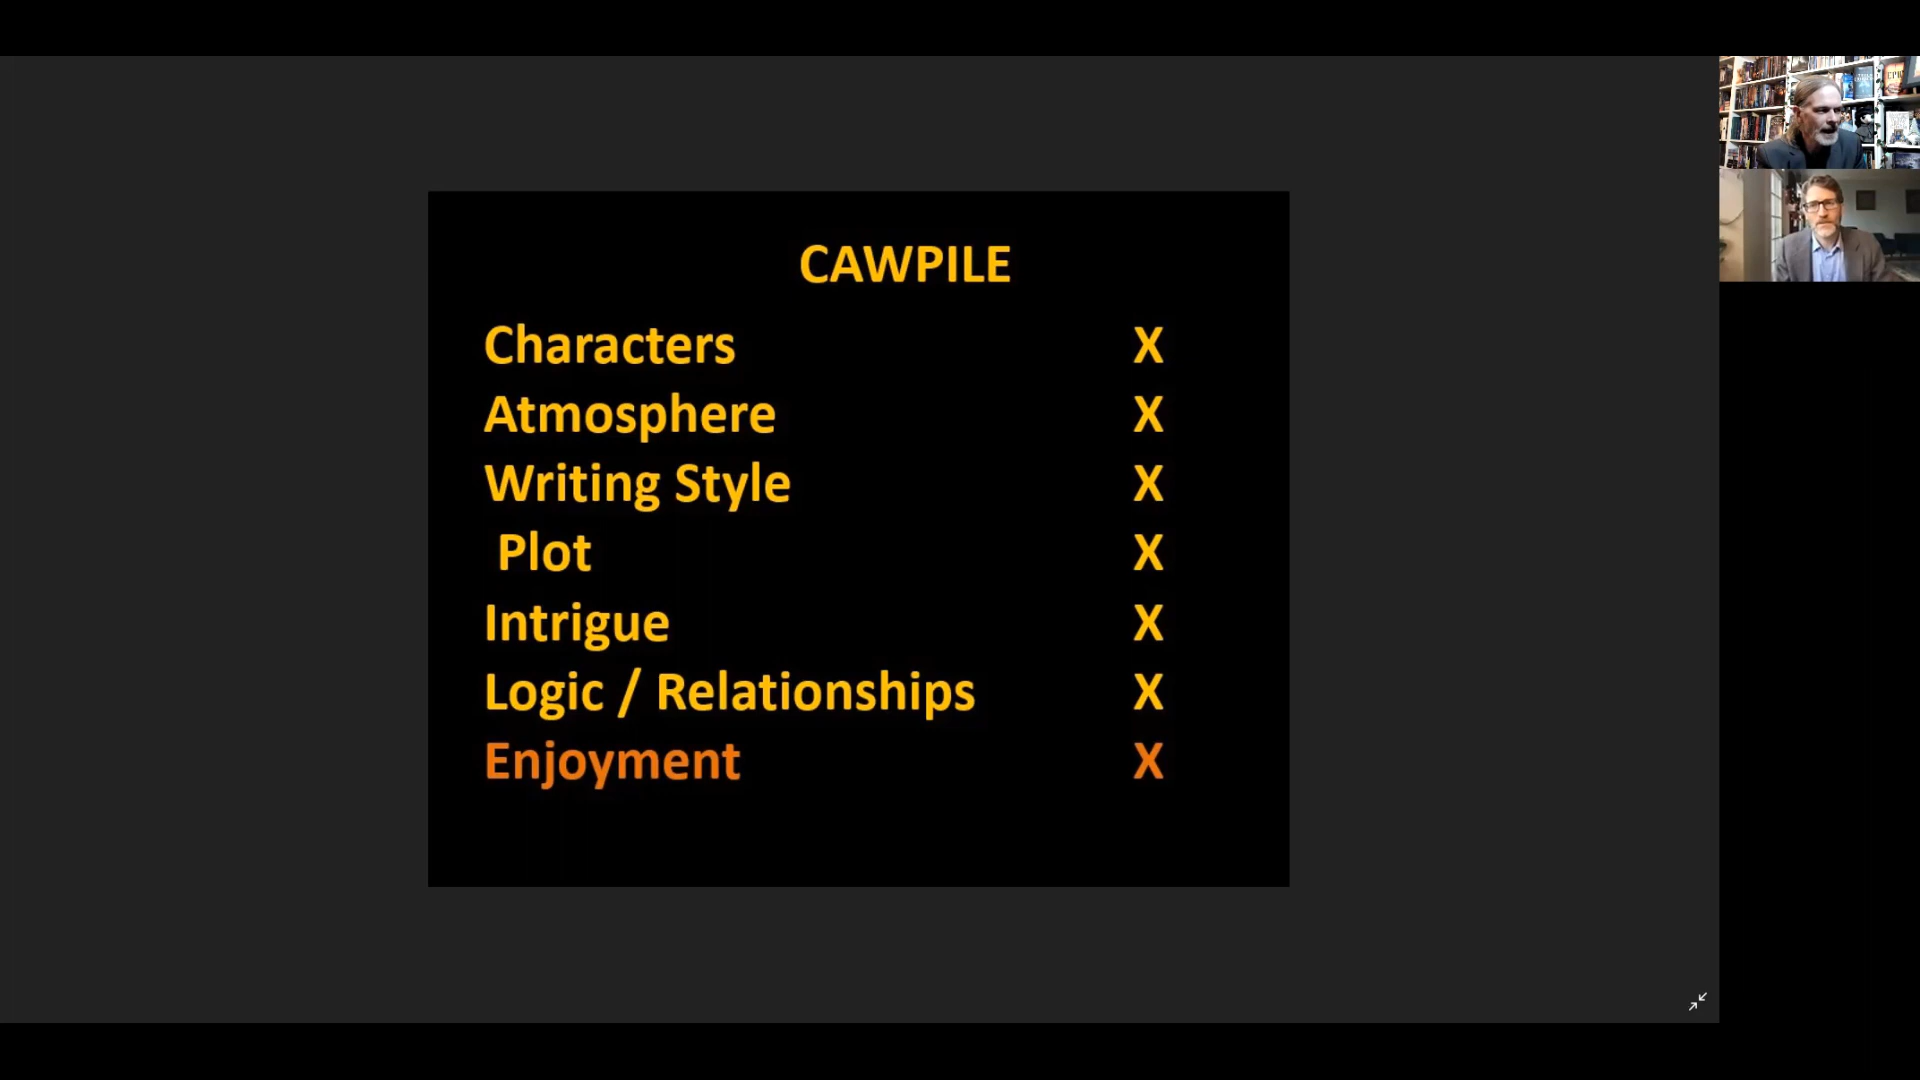 CAWPILE
Characters X
Atmosphere X
Writing Style X
Plot X
Intrigue X
Logic / Relationships X
Enjoyment X